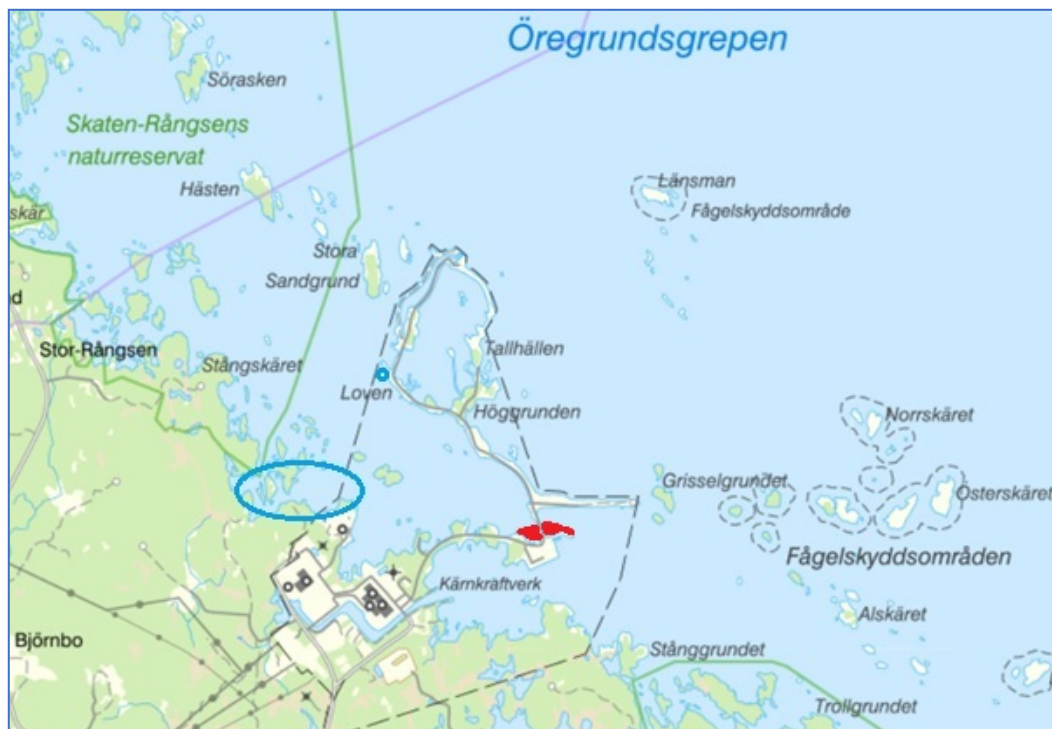 Öregrundsgrepen
Sörasken
Skaten-Rångsens
naturreservat
Hästen
Länsman
Fågelskyddsområde
skär
Stora
Sandgrund
Stor-Rångsen
Stångskäret
Tallhällen
Loven
Höggrunden
Norrskäret
Grisselgrundet
Österskäret
Fågelskyddsområden
Kärnkraftverk
Alskäret
Björnbo
Stånggrundet
Trollgrundet